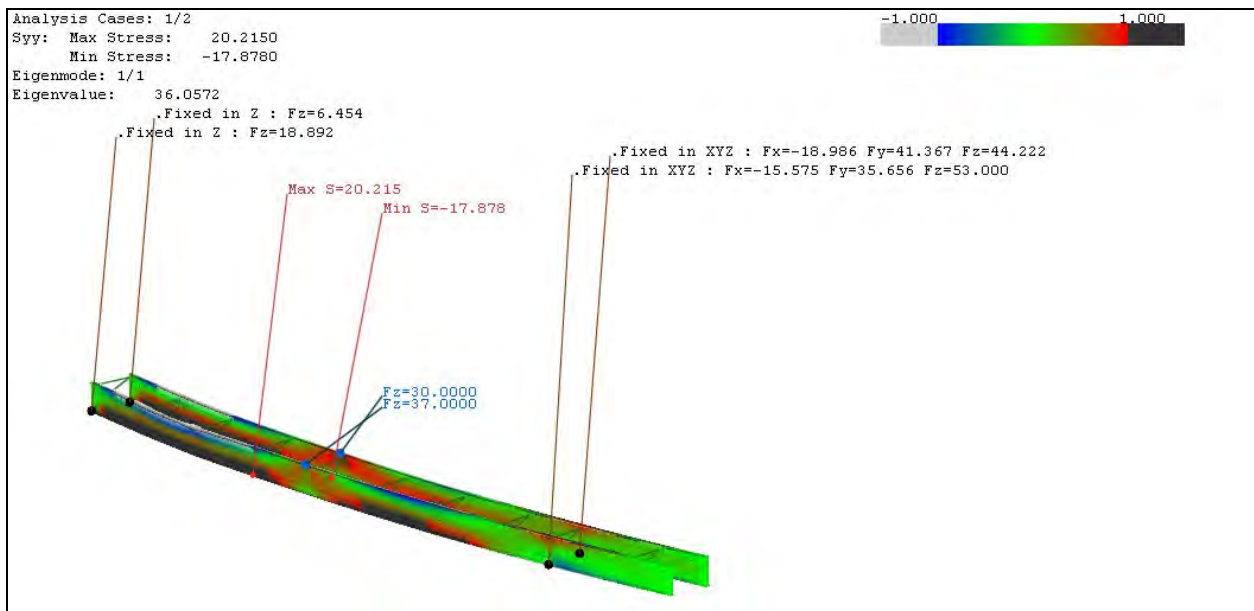 Analysis Cases: 1/2
Syy: Max Stress: 20.2150
Min Stress: -17.8780
Eigenmode: 1/1
Eigenvalue: 36.0572
-1.000 1.000
.Fixed in Z : Fz=6.454
.Fixed in Z : Fz=18.892
.Fixed in XYZ : Fx=-18.986 Fy=41.367 Fz=44.222
.Fixed in XYZ : Fx=-15.575 Fy=35.656 Fz=53.000
Max S=20.215
Min S=-17.878
Fz=30.0000
Fz=37.0000